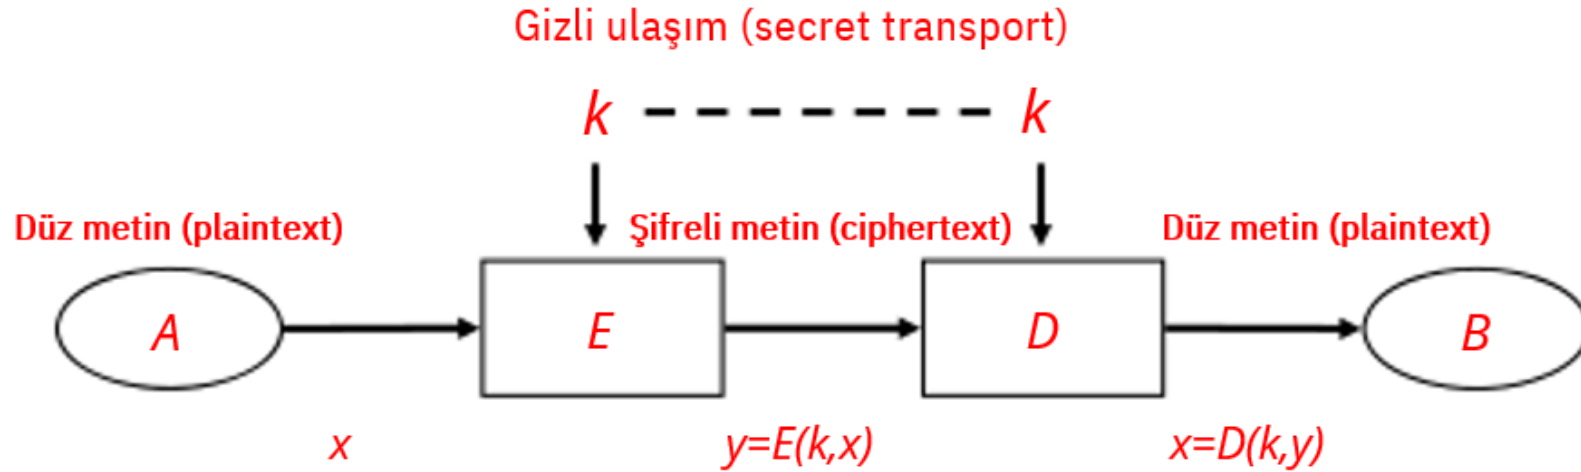 Gizli ulaşım (secret transport)
k k
Düz metin (plaintext) Şifreli metin (ciphertext) Düz metin (plaintext)
A E D B
x y=E(k,x) x=D(k,y)